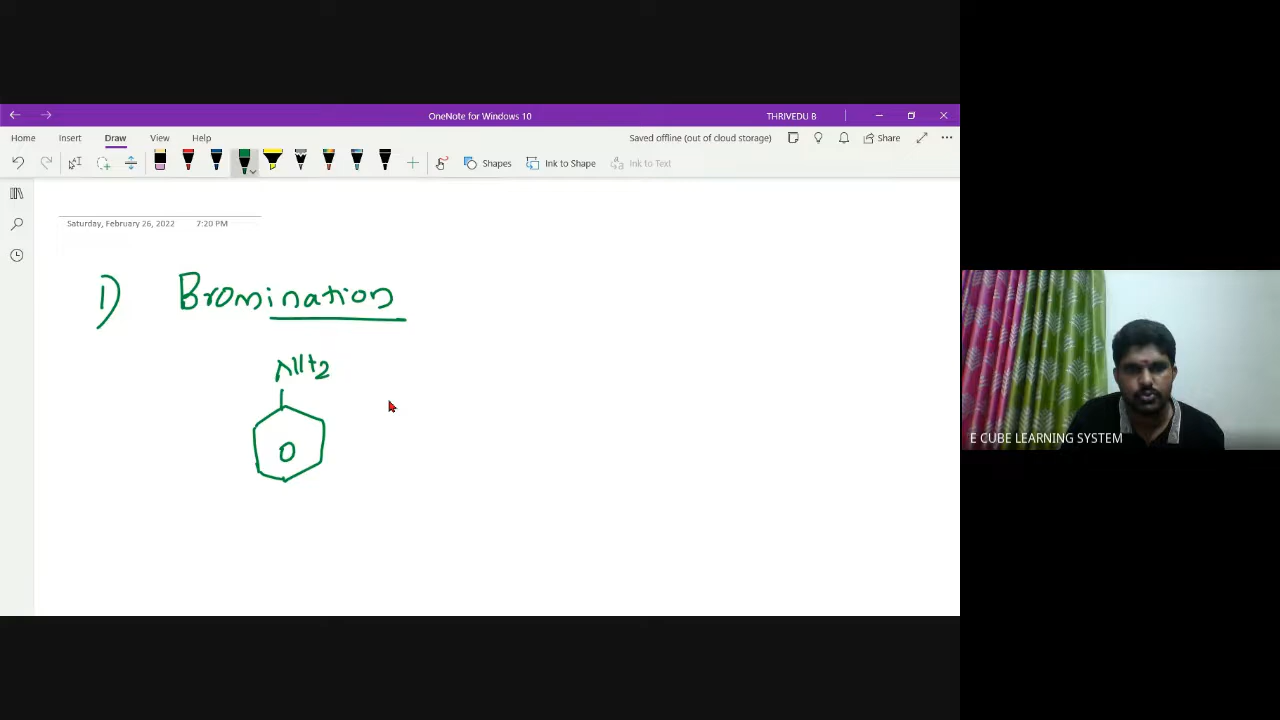 OneNote for Windows 10
THRIVEDU B
Home Insert Draw View Help
Saved offline (out of cloud storage)
Share
Shapes
Ink to Shape
Ink to Text
Saturday, February 26, 2022 7:20 PM
1) Bromination
NH2
E CUBE LEARNING SYSTEM